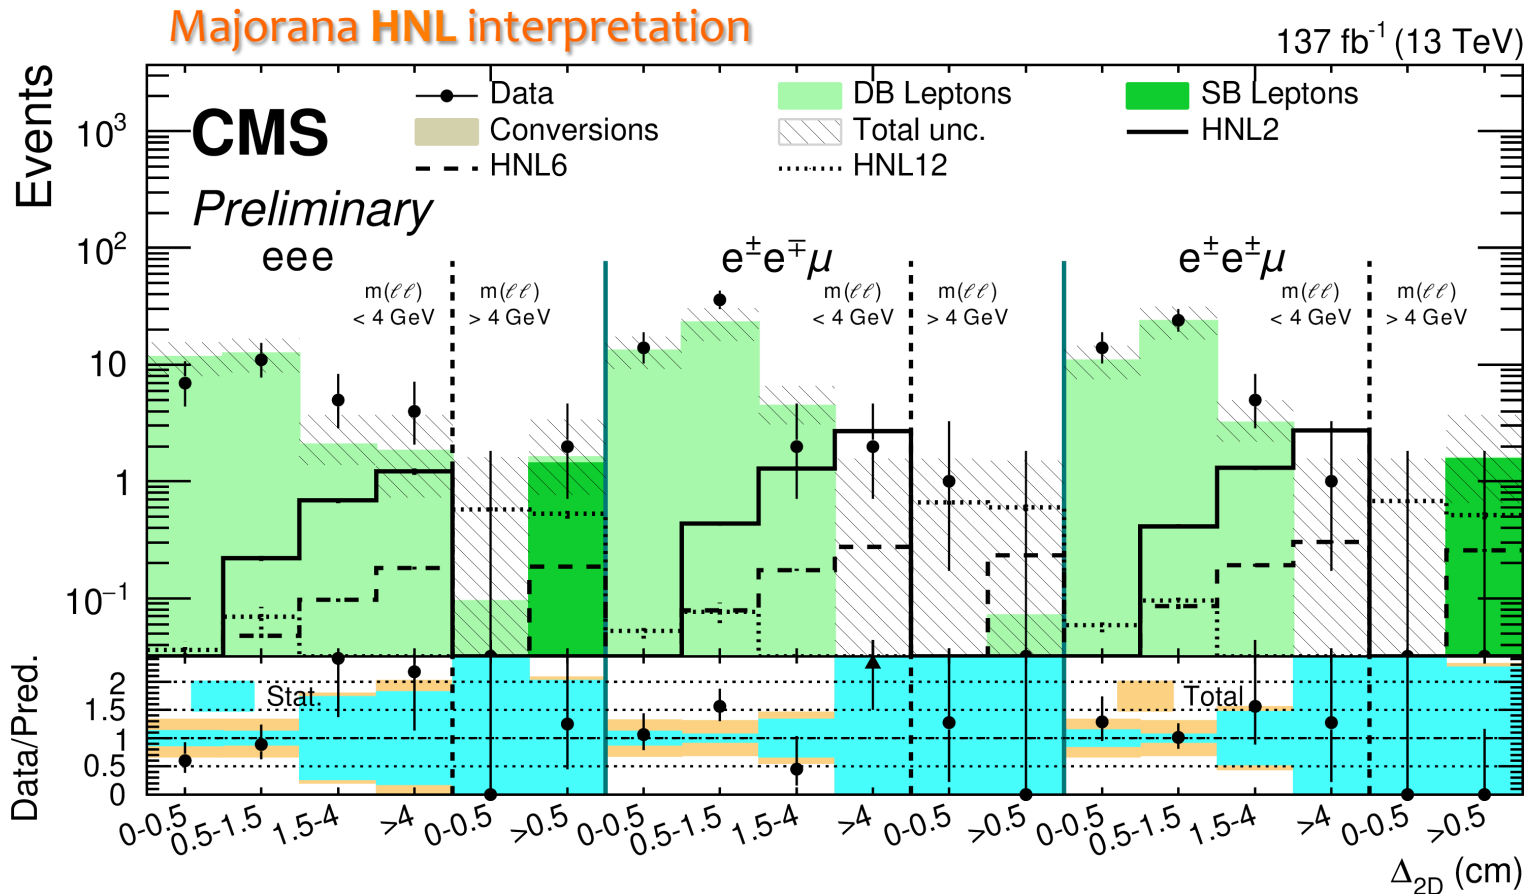 Majorana HNL interpretation
137 fb⁻¹ (13 TeV)
Events
CMS
Preliminary
Data
DB Leptons
SB Leptons
Conversions
Total unc.
HNL2
HNL6
HNL12
10³
10²
10
1
10⁻¹
eee
e±e∓μ
e±e±μ
m(ℓℓ)
< 4 GeV
m(ℓℓ)
> 4 GeV
m(ℓℓ)
< 4 GeV
m(ℓℓ)
> 4 GeV
m(ℓℓ)
< 4 GeV
m(ℓℓ)
> 4 GeV
Data/Pred.
2
1.5
1
0.5
0
Stat.
Total
0-0.5 0.5-1.5 1.5-4 >4 0-0.5 >0.5 0-0.5 0.5-1.5 1.5-4 >4 0-0.5 >0.5 0-0.5 0.5-1.5 1.5-4 >4 0-0.5 >0.5
Δ₂D (cm)